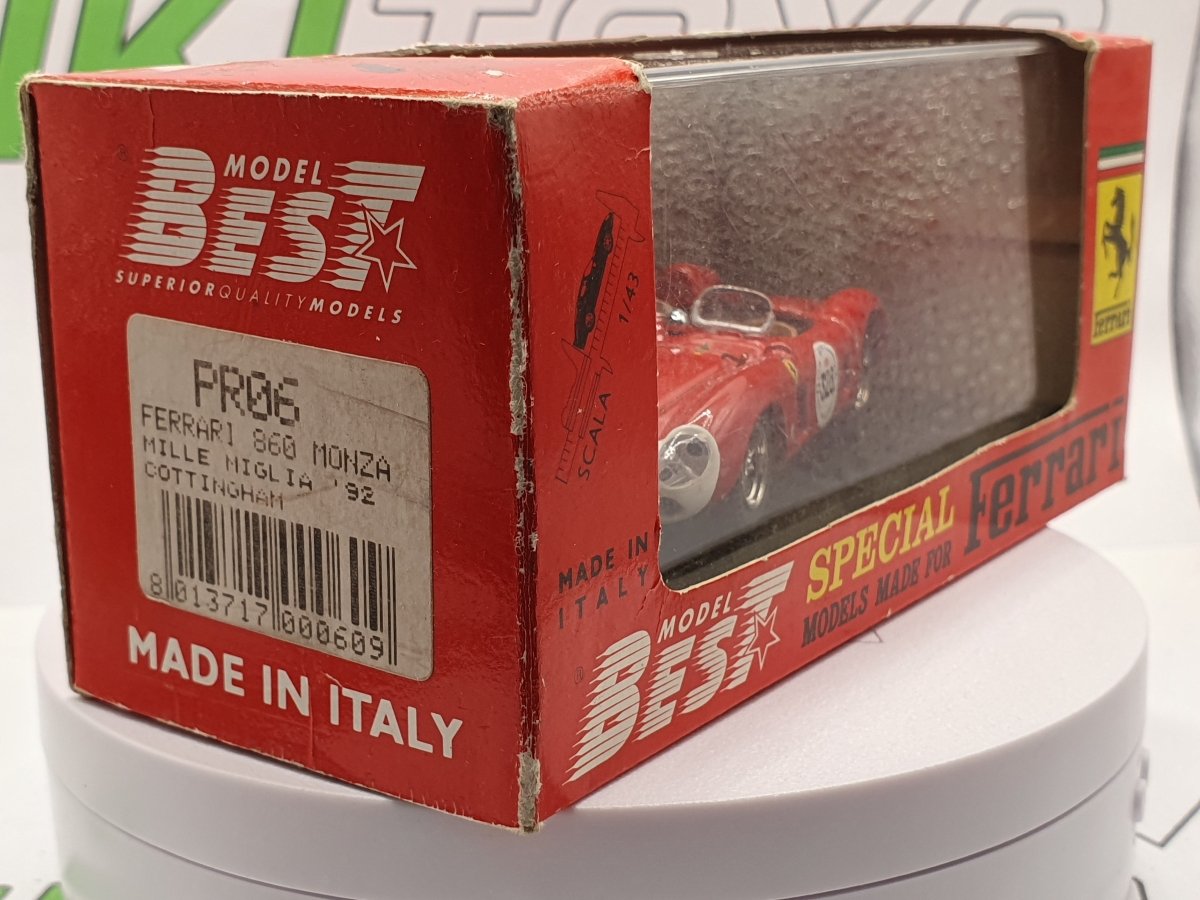 MODEL
BEST
SUPERIORQUALITYMODELS
®
PR06
FERRARI 860 MONZA
MILLE MIGLIA '92
COTTINGHAM
8 013717 000609
MADE IN ITALY
SCALA 1/43
MADE IN
ITALY
MODEL
BEST
®
SPECIAL
MODELS MADE FOR
Ferrari
Ferrari